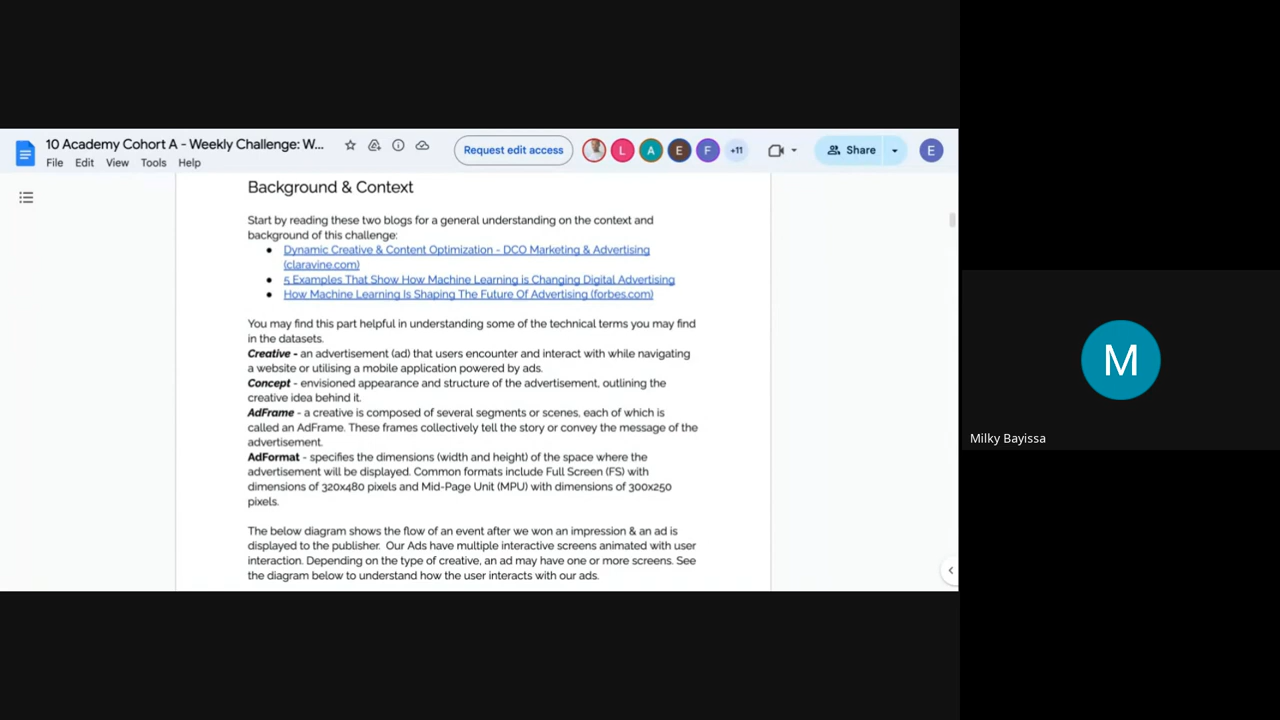 10 Academy Cohort A - Weekly Challenge: W...
File Edit View Tools Help
Request edit access
L
A
E
F
+11
Share
E
Background & Context
Start by reading these two blogs for a general understanding on the context and
background of this challenge:
● Dynamic Creative & Content Optimization - DCO Marketing & Advertising
(claravine.com)
● 5 Examples That Show How Machine Learning is Changing Digital Advertising
● How Machine Learning Is Shaping The Future Of Advertising (forbes.com)
You may find this part helpful in understanding some of the technical terms you may find
in the datasets.
Creative - an advertisement (ad) that users encounter and interact with while navigating
a website or utilising a mobile application powered by ads.
Concept - envisioned appearance and structure of the advertisement, outlining the
creative idea behind it.
AdFrame - a creative is composed of several segments or scenes, each of which is
called an AdFrame. These frames collectively tell the story or convey the message of the
advertisement.
AdFormat - specifies the dimensions (width and height) of the space where the
advertisement will be displayed. Common formats include Full Screen (FS) with
dimensions of 320x480 pixels and Mid-Page Unit (MPU) with dimensions of 300x250
pixels.
The below diagram shows the flow of an event after we won an impression & an ad is
displayed to the publisher. Our Ads have multiple interactive screens animated with user
interaction. Depending on the type of creative, an ad may have one or more screens. See
the diagram below to understand how the user interacts with our ads.
M
Milky Bayissa